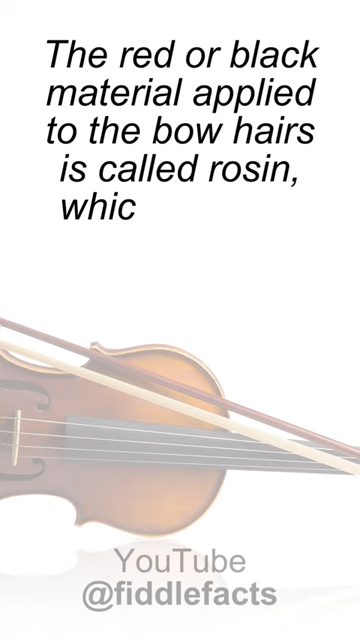 The red or black
material applied
to the bow hairs
is called rosin,
whic
YouTube
@fiddlefacts